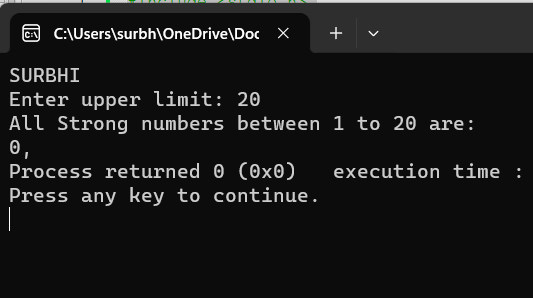 C:\Users\surbh\OneDrive\Doc
SURBHI
Enter upper limit: 20
All Strong numbers between 1 to 20 are:
0,
Process returned 0 (0x0)   execution time :
Press any key to continue.